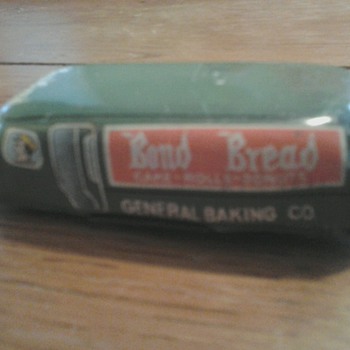 Bond Bread
CAKE - ROLLS - DONUTS
GENERAL BAKING CO